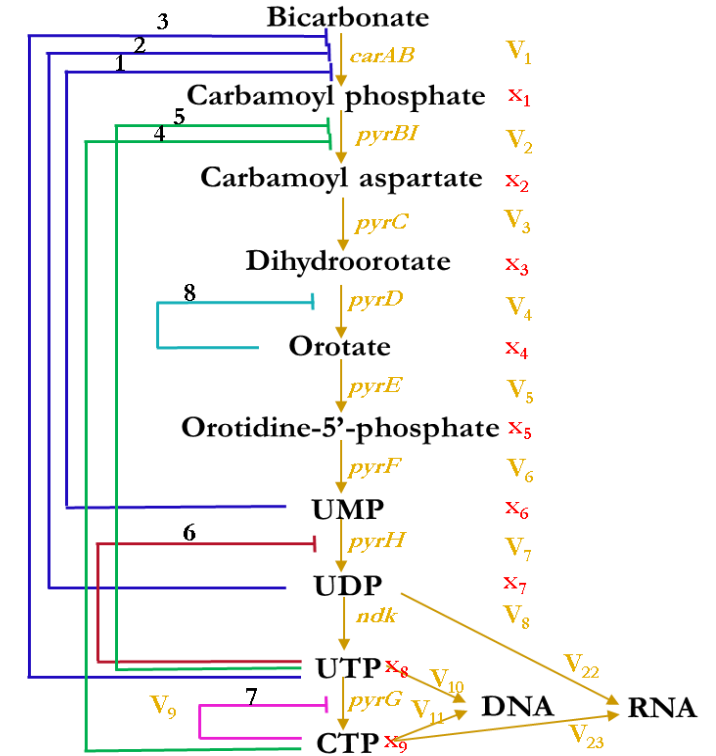 Bicarbonate
3
2
1
carAB
V1
Carbamoyl phosphate x1
5
4
pyrBI
V2
Carbamoyl aspartate x2
pyrC
V3
Dihydroorotate x3
8
pyrD
V4
Orotate x4
pyrE
V5
Orotidine-5’-phosphate x5
pyrF
V6
UMP x6
6
pyrH
V7
UDP x7
ndk
V8
V22
UTP x8
V10
V9
7
pyrG
V11
DNA
RNA
V23
CTP x9